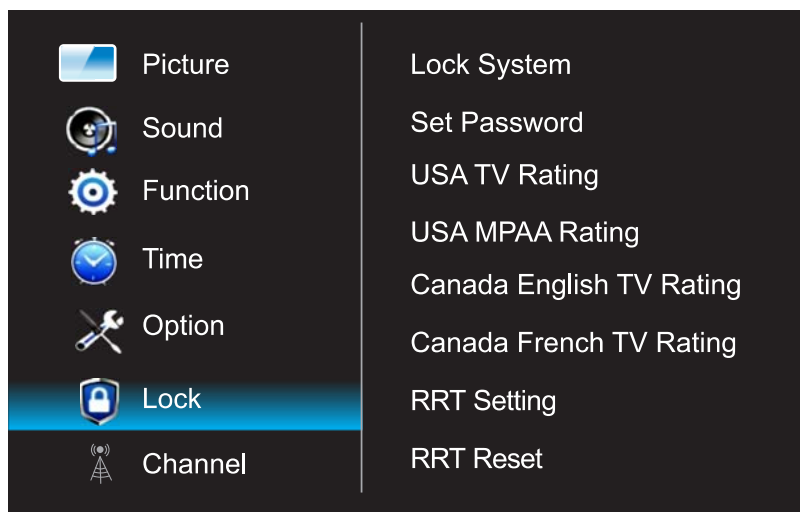 Picture
Sound
Function
Time
Option
Lock
Channel
Lock System
Set Password
USA TV Rating
USA MPAA Rating
Canada English TV Rating
Canada French TV Rating
RRT Setting
RRT Reset